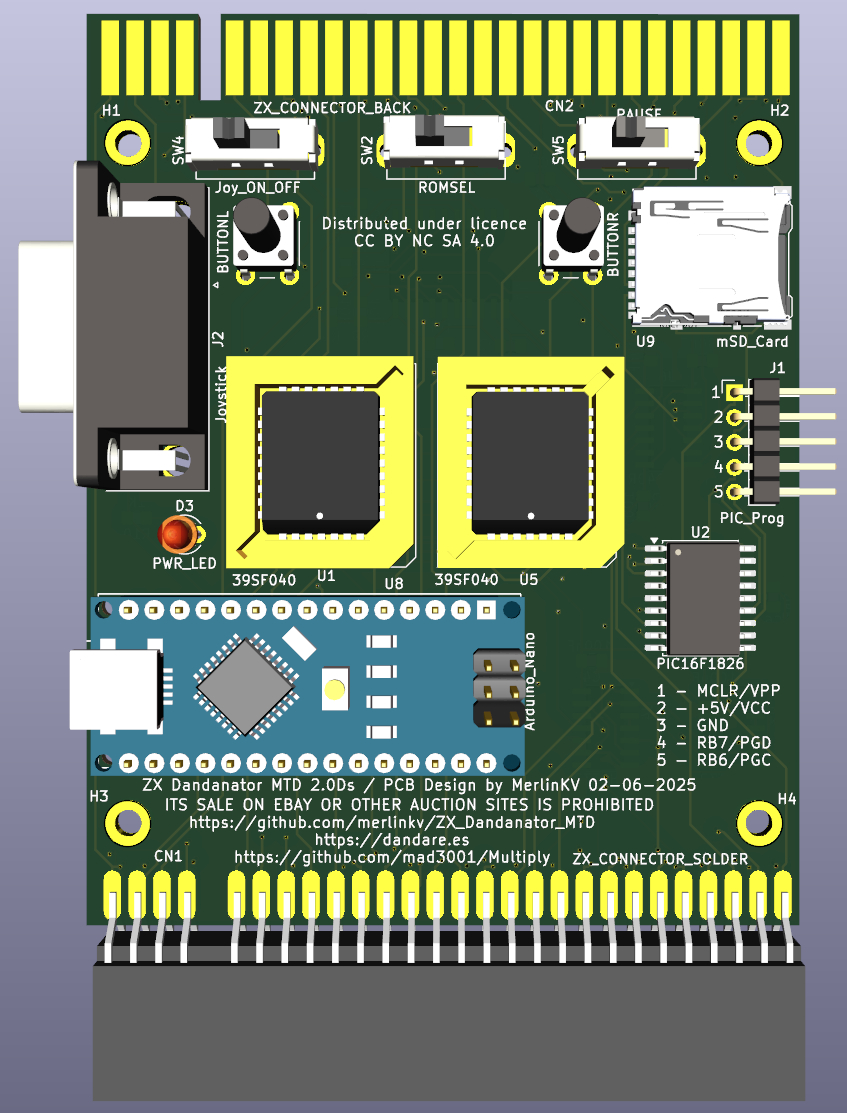 H1
ZX_CONNECTOR_BACK
CN2
PAUSE
H2
SW4
SW2
SW5
Joy_ON_OFF
ROMSEL
BUTTONL
Distributed under licence
CC BY NC SA 4.0
BUTTONR
J2
Joystick
U9
mSD_Card
J1
1
2
3
4
5
PIC_Prog
D3
PWR_LED
U2
39SF040
U1
39SF040
U5
U8
Arduino_Nano
PIC16F1826
1 - MCLR/VPP
2 - +5V/VCC
3 - GND
4 - RB7/PGD
5 - RB6/PGC
ZX Dandanator MTD 2.0Ds / PCB Design by MerlinKV 02-06-2025
H3
ITS SALE ON EBAY OR OTHER AUCTION SITES IS PROHIBITED
H4
https://github.com/merlinkv/ZX_Dandanator_MTD
https://dandare.es
CN1
https://github.com/mad3001/Multiply
ZX_CONNECTOR_SOLDER